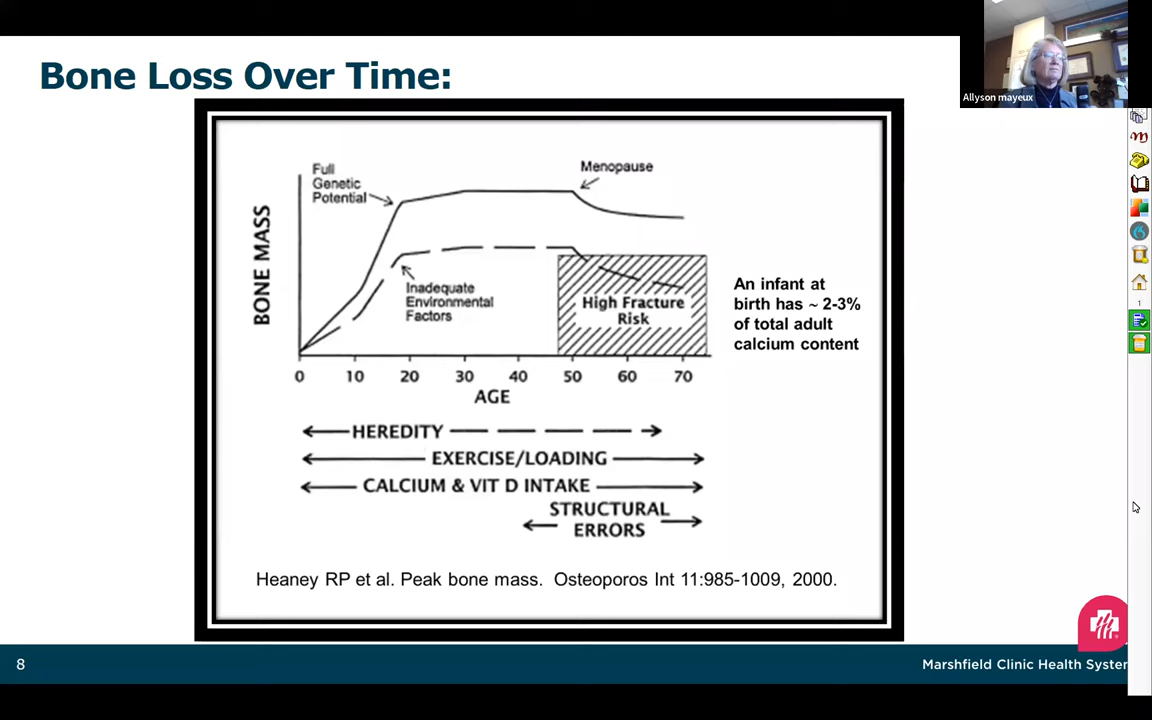 Bone Loss Over Time:
Allyson mayeux
Full
Genetic
Potential
Menopause
BONE MASS
Inadequate
Environmental
Factors
High Fracture
Risk
An infant at
birth has ~ 2-3%
of total adult
calcium content
0 10 20 30 40 50 60 70
AGE
HEREDITY
EXERCISE/LOADING
CALCIUM & VIT D INTAKE
STRUCTURAL
ERRORS
Heaney RP et al. Peak bone mass. Osteoporos Int 11:985-1009, 2000.
8
Marshfield Clinic Health Syster
m
1